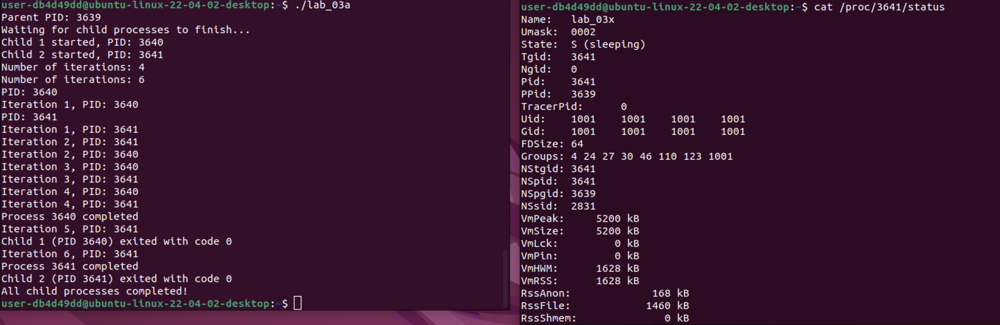 user-db4d49dd@ubuntu-linux-22-04-02-desktop:~$ ./lab_03a
Parent PID: 3639
Waiting for child processes to finish...
Child 1 started, PID: 3640
Child 2 started, PID: 3641
Number of iterations: 4
Number of iterations: 6
PID: 3640
Iteration 1, PID: 3640
PID: 3641
Iteration 1, PID: 3641
Iteration 2, PID: 3641
Iteration 2, PID: 3640
Iteration 3, PID: 3640
Iteration 3, PID: 3641
Iteration 4, PID: 3640
Iteration 4, PID: 3641
Process 3640 completed
Iteration 5, PID: 3641
Child 1 (PID 3640) exited with code 0
Iteration 6, PID: 3641
Process 3641 completed
Child 2 (PID 3641) exited with code 0
All child processes completed!
user-db4d49dd@ubuntu-linux-22-04-02-desktop:~$
user-db4d49dd@ubuntu-linux-22-04-02-desktop:~$ cat /proc/3641/status
Name: lab_03x
Umask: 0002
State: S (sleeping)
Tgid: 3641
Ngid: 0
Pid: 3641
PPid: 3639
TracerPid: 0
Uid: 1001 1001 1001 1001
Gid: 1001 1001 1001 1001
FDSize: 64
Groups: 4 24 27 30 46 110 123 1001
NStgid: 3641
NSpid: 3641
NSpgid: 3639
NSsid: 2831
VmPeak: 5200 kB
VmSize: 5200 kB
VmLck: 0 kB
VmPin: 0 kB
VmHWM: 1628 kB
VmRSS: 1628 kB
RssAnon: 168 kB
RssFile: 1460 kB
RssShmem: 0 kB